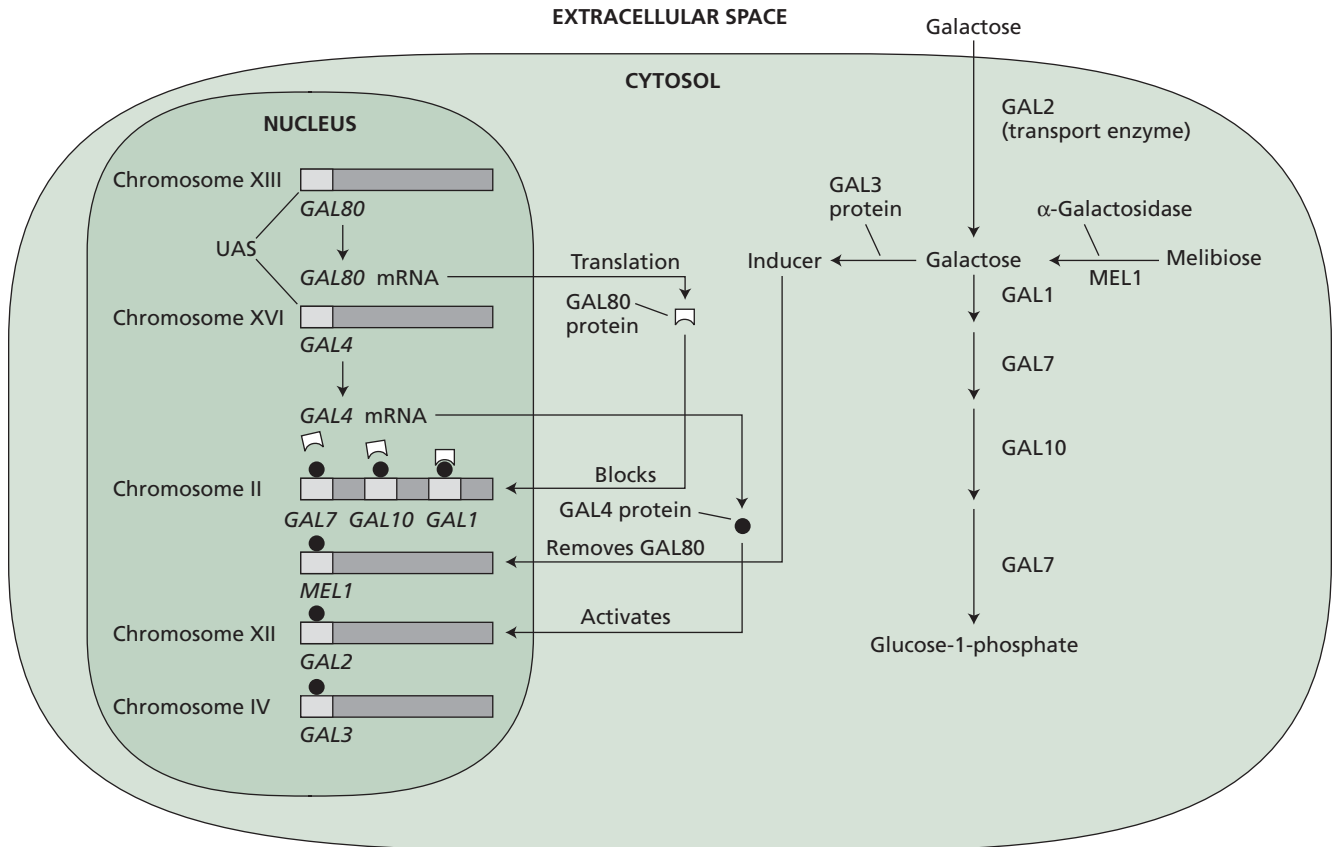 EXTRACELLULAR SPACE
Galactose
CYTOSOL
GAL2
(transport enzyme)
NUCLEUS
Chromosome XIII
GAL80
UAS
GAL80 mRNA
Chromosome XVI
GAL4
GAL4 mRNA
Chromosome II
GAL7 GAL10 GAL1
MEL1
Chromosome XII
GAL2
Chromosome IV
GAL3
Translation
GAL80
protein
Blocks
GAL4 protein
Removes GAL80
Activates
GAL3
protein
α-Galactosidase
Inducer
Galactose
Melibiose
MEL1
GAL1
GAL7
GAL10
GAL7
Glucose-1-phosphate